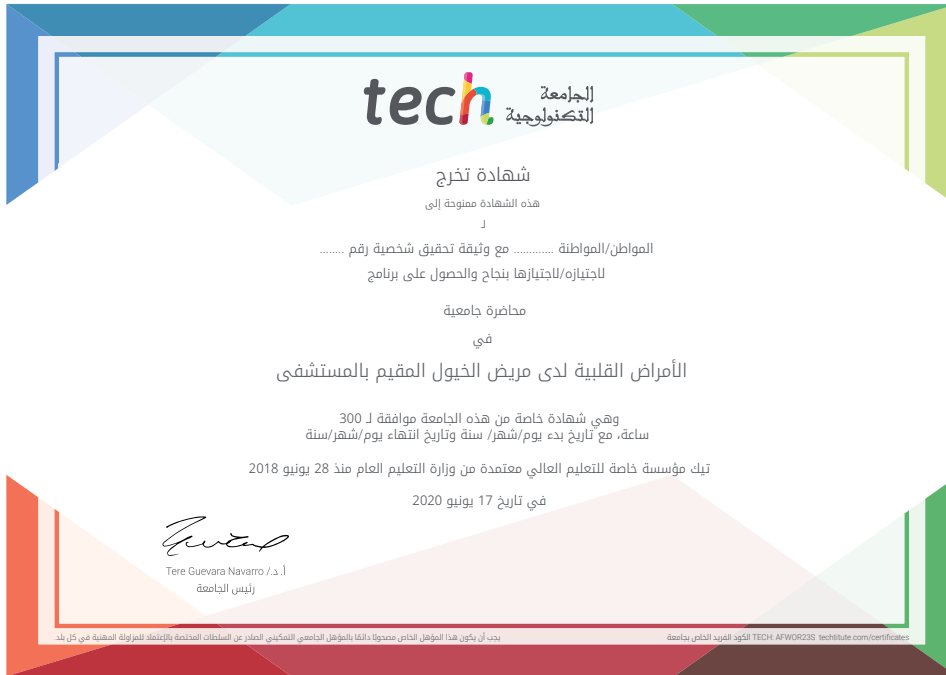 tech الجامعة
التكنولوجية
شهادة تخرج
هذه الشهادة ممنوحة إلى
لـ
المواطن/المواطنة ............ مع وثيقة تحقيق شخصية رقم ........
لاجتيازه/لاجتيازها بنجاح والحصول على برنامج
محاضرة جامعية
في
الأمراض القلبية لدى مريض الخيول المقيم بالمستشفى
وهي شهادة خاصة من هذه الجامعة موافقة لـ 300
ساعة، مع تاريخ بدء يوم/شهر/ سنة وتاريخ انتهاء يوم/شهر/سنة
تيك مؤسسة خاصة للتعليم العالي معتمدة من وزارة التعليم العام منذ 28 يونيو 2018
في تاريخ 17 يونيو 2020
أ. د./ Tere Guevara Navarro
رئيس الجامعة
يجب أن يكون هذا المؤهل الخاص مصحوبًا دائمًا بالمؤهل الجامعي التمكيني الصادر عن السلطات المختصة بالإعتماد للمزاولة المهنية في كل بلد.
الكود الفريد الخاص بجامعة TECH: AFWOR23S techtitute.com/certificates